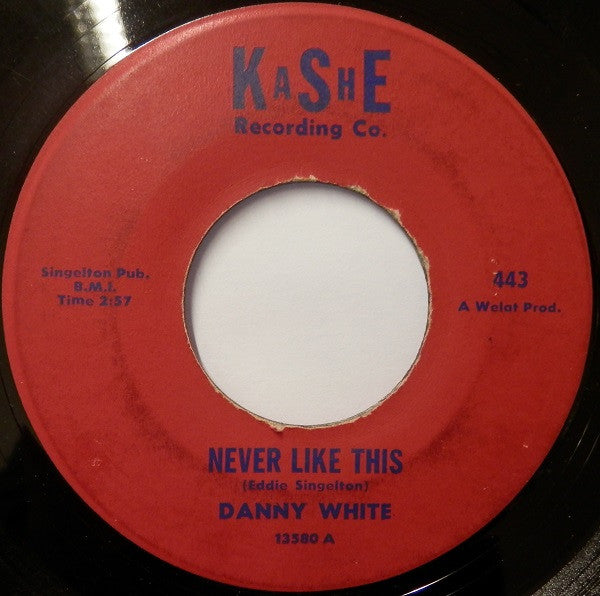 KaShE
Recording Co.
Singelton Pub.
B.M.I.
Time 2:57
443
A Welat Prod.
NEVER LIKE THIS
(Eddie Singelton)
DANNY WHITE
13580 A